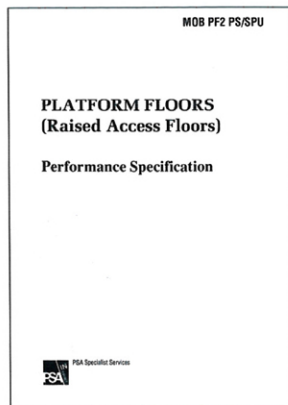 MOB PF2 PS/SPU
PLATFORM FLOORS
(Raised Access Floors)
Performance Specification
PSA Specialist Services
PSA